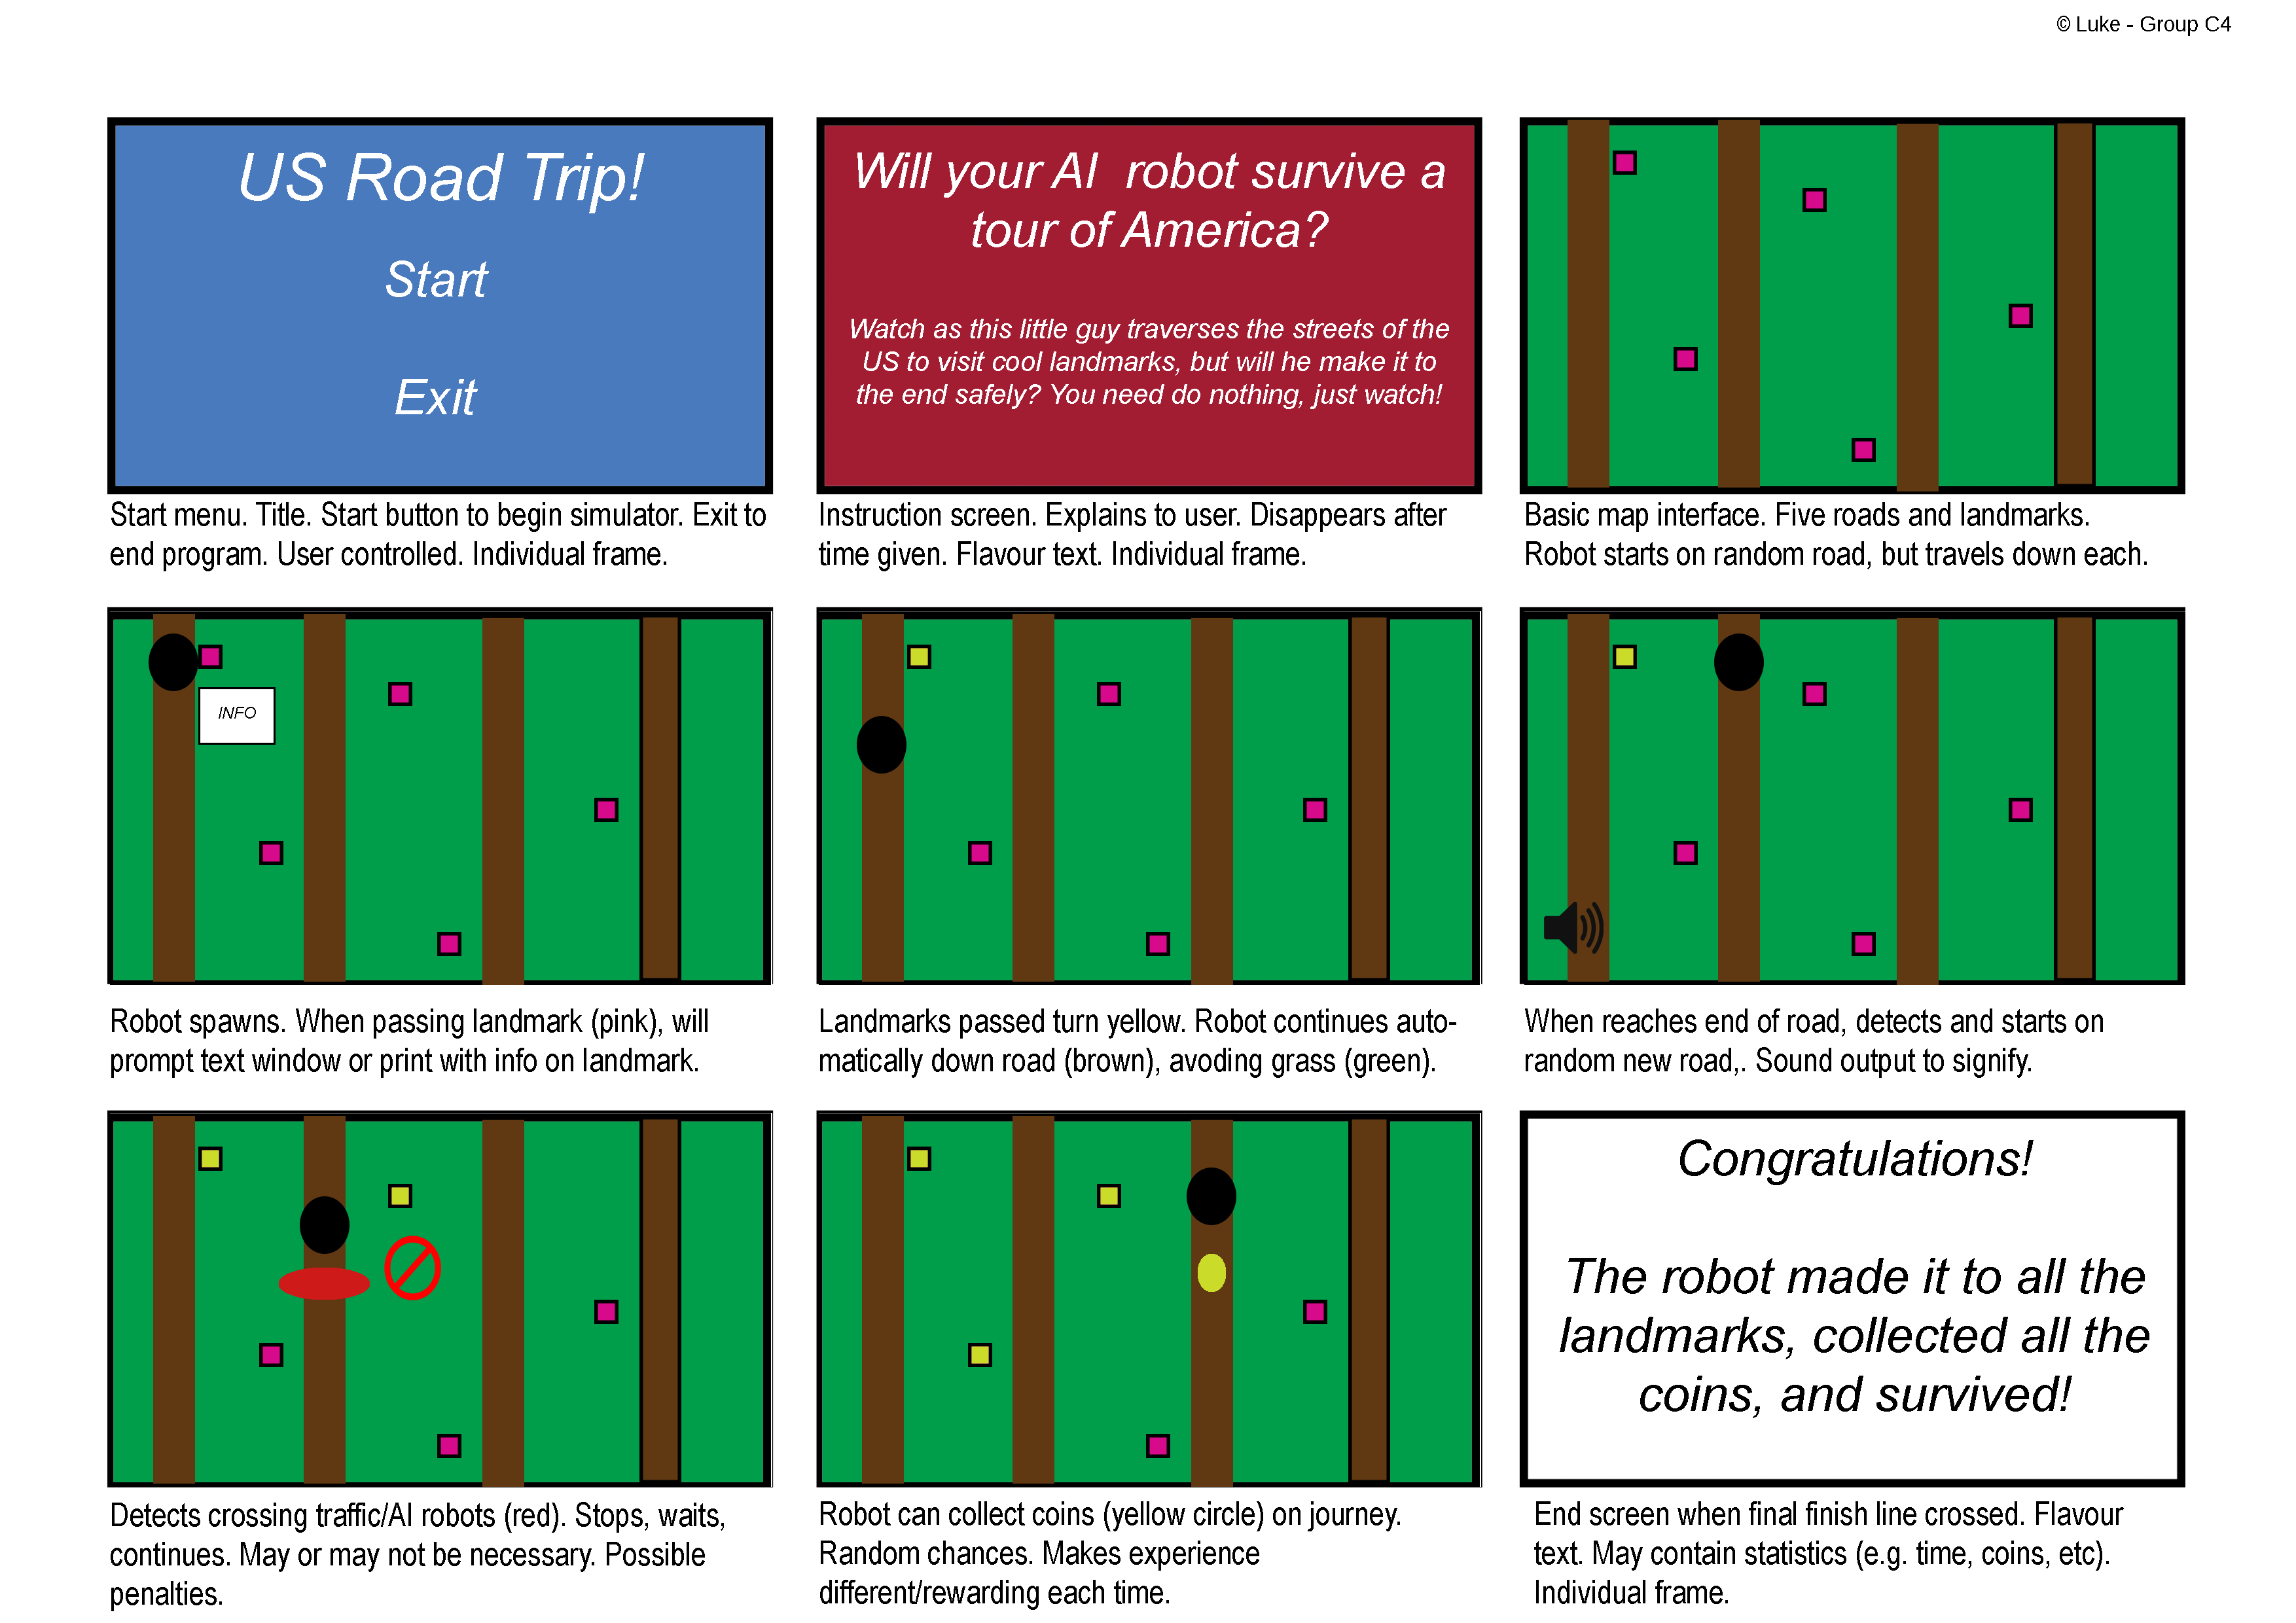 © Luke - Group C4
US Road Trip!
Start
Exit
Start menu. Title. Start button to begin simulator. Exit to
end program. User controlled. Individual frame.
Will your AI robot survive a
tour of America?
Watch as this little guy traverses the streets of the
US to visit cool landmarks, but will he make it to
the end safely? You need do nothing, just watch!
Instruction screen. Explains to user. Disappears after
time given. Flavour text. Individual frame.
Basic map interface. Five roads and landmarks.
Robot starts on random road, but travels down each.
INFO
Robot spawns. When passing landmark (pink), will
prompt text window or print with info on landmark.
Landmarks passed turn yellow. Robot continues auto-
matically down road (brown), avoding grass (green).
When reaches end of road, detects and starts on
random new road,. Sound output to signify.
Detects crossing traffic/AI robots (red). Stops, waits,
continues. May or may not be necessary. Possible
penalties.
Robot can collect coins (yellow circle) on journey.
Random chances. Makes experience
different/rewarding each time.
Congratulations!
The robot made it to all the
landmarks, collected all the
coins, and survived!
End screen when final finish line crossed. Flavour
text. May contain statistics (e.g. time, coins, etc).
Individual frame.